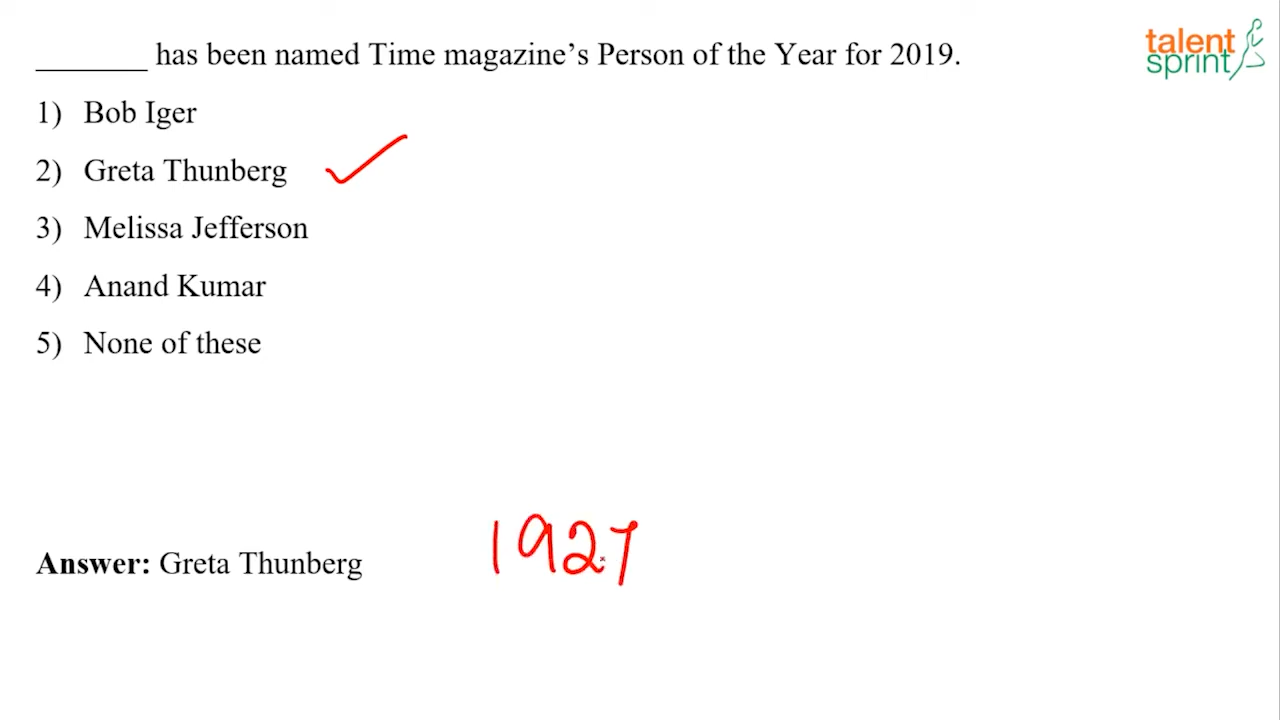 _______ has been named Time magazine’s Person of the Year for 2019.
talent
sprint
1) Bob Iger
2) Greta Thunberg
3) Melissa Jefferson
4) Anand Kumar
5) None of these
Answer: Greta Thunberg
1927